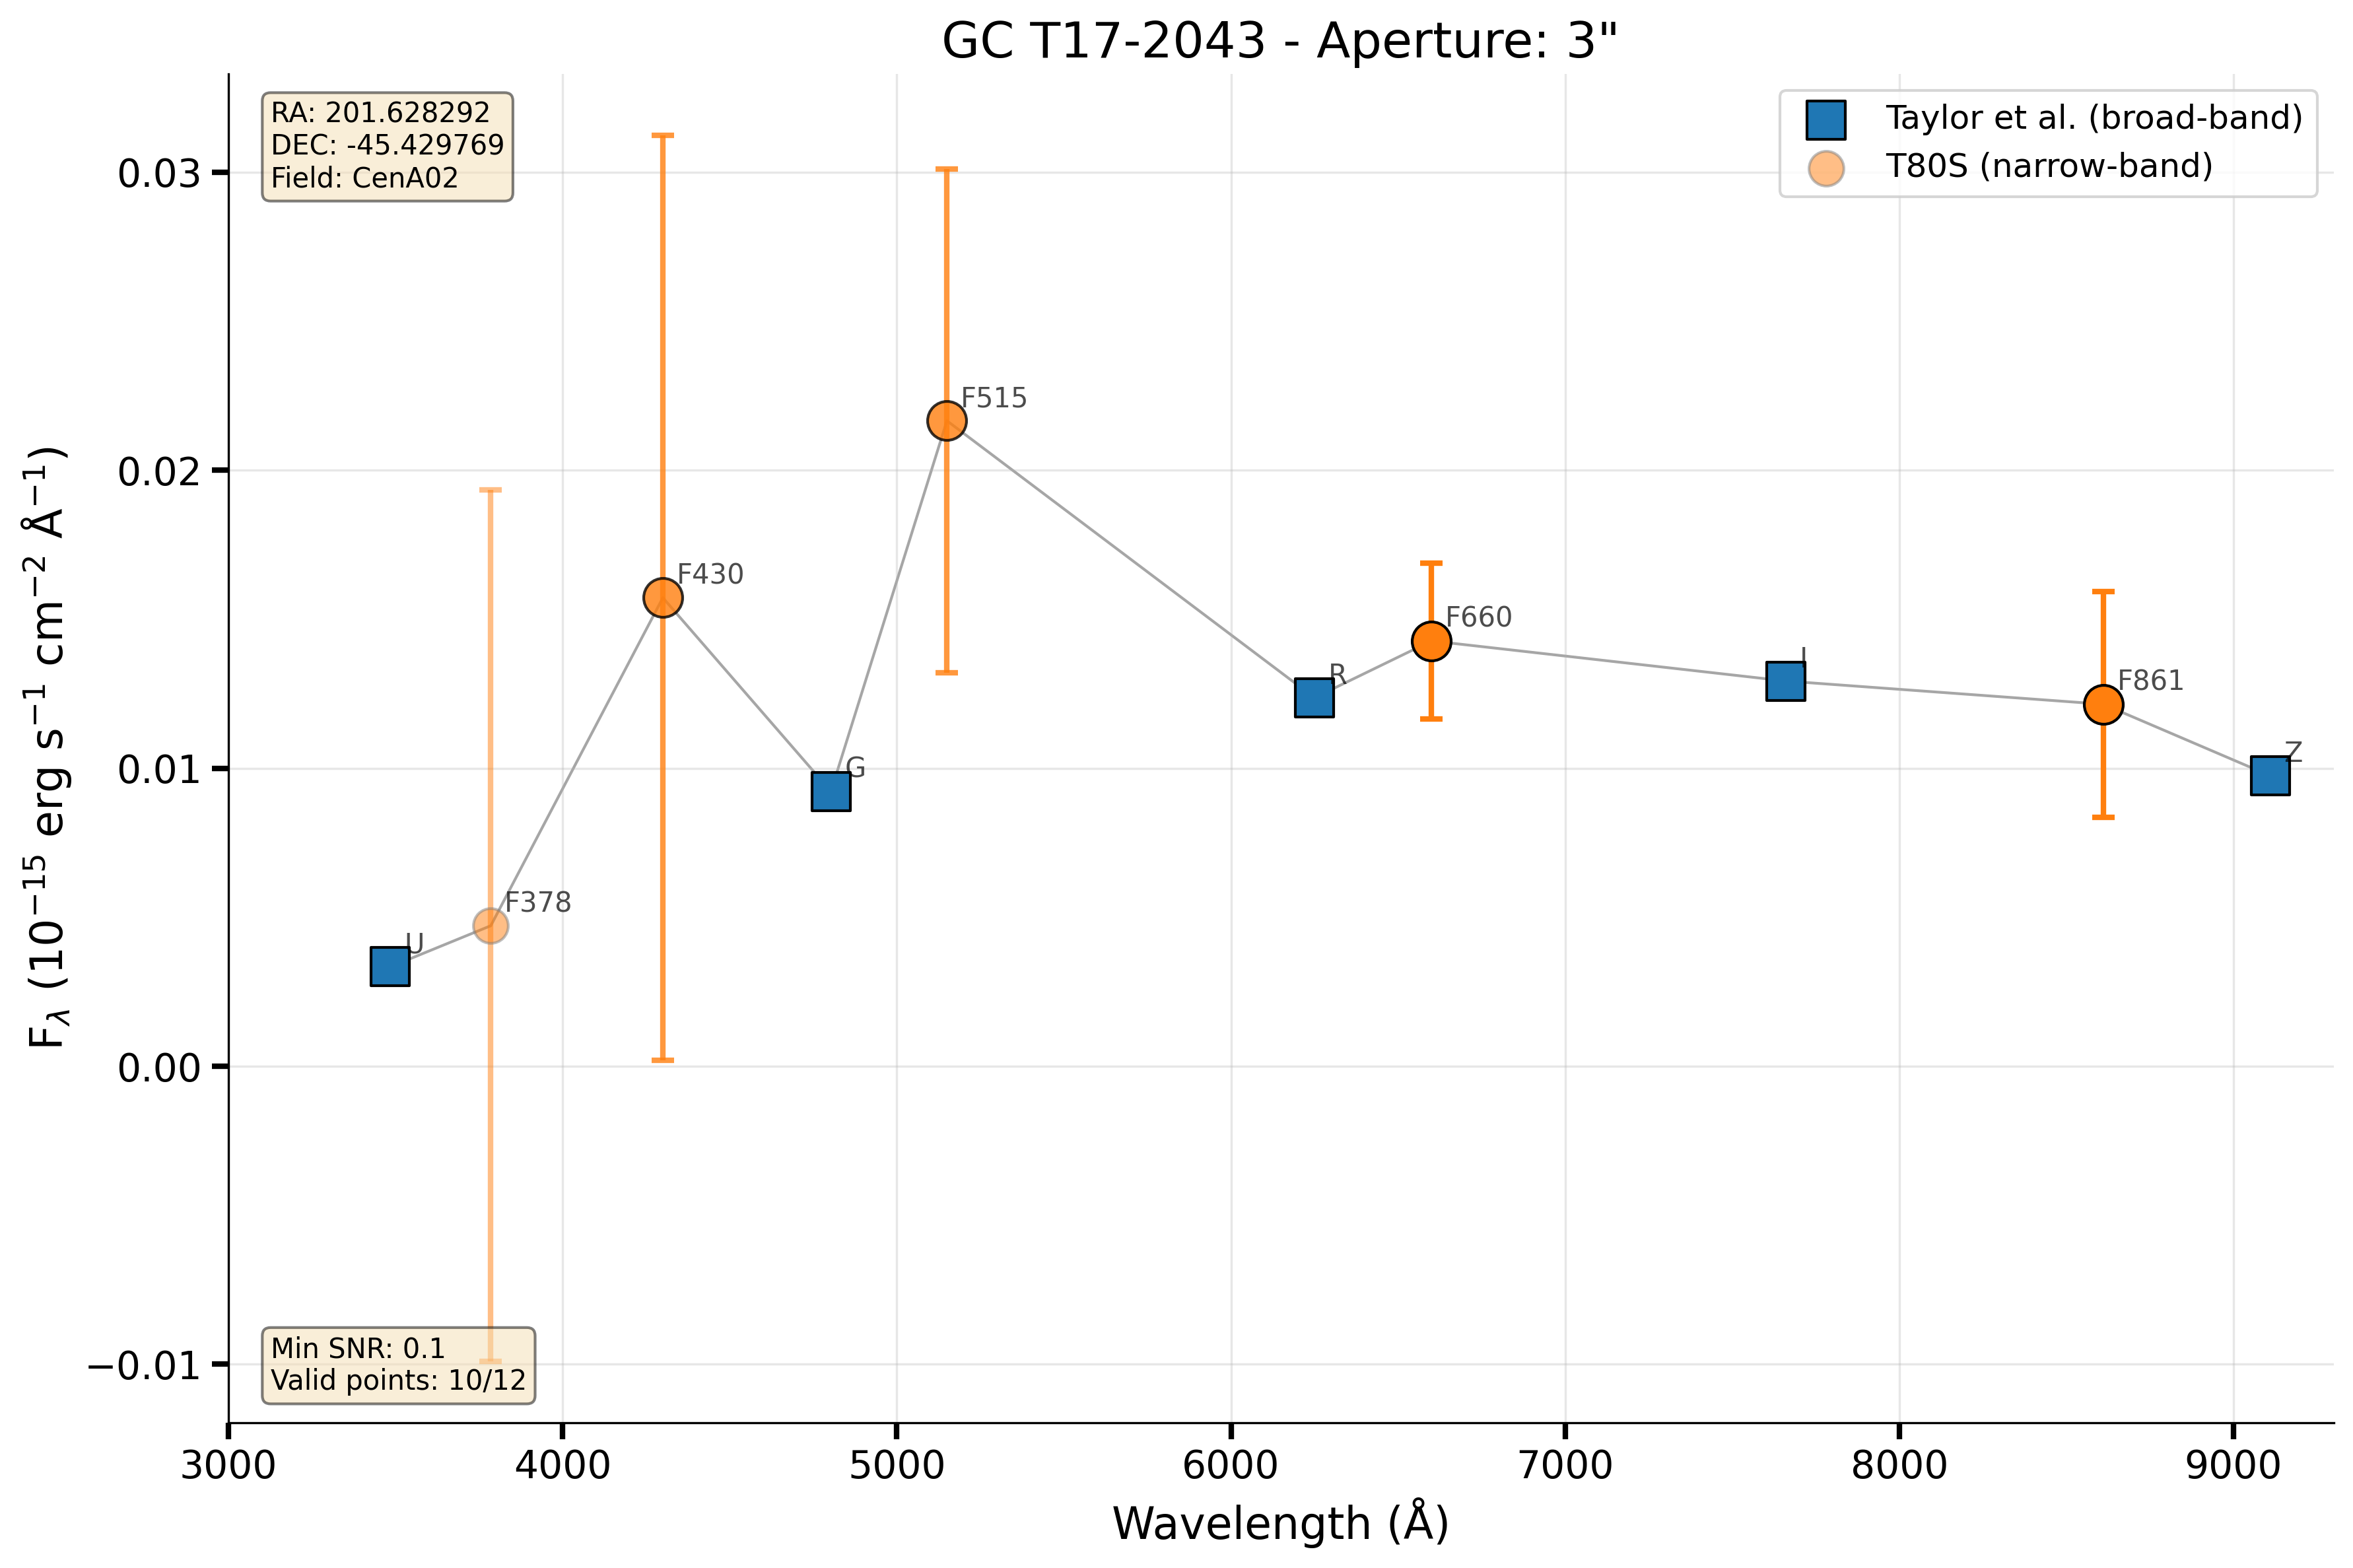 GC T17-2043 - Aperture: 3"
RA: 201.628292
DEC: -45.429769
Field: CenA02
Taylor et al. (broad-band)
T80S (narrow-band)
0.03
0.02
0.01
0.00
−0.01
F_λ (10⁻¹⁵ erg s⁻¹ cm⁻² Å⁻¹)
U
F378
F430
G
F515
R
F660
I
F861
Z
Min SNR: 0.1
Valid points: 10/12
3000 4000 5000 6000 7000 8000 9000
Wavelength (Å)